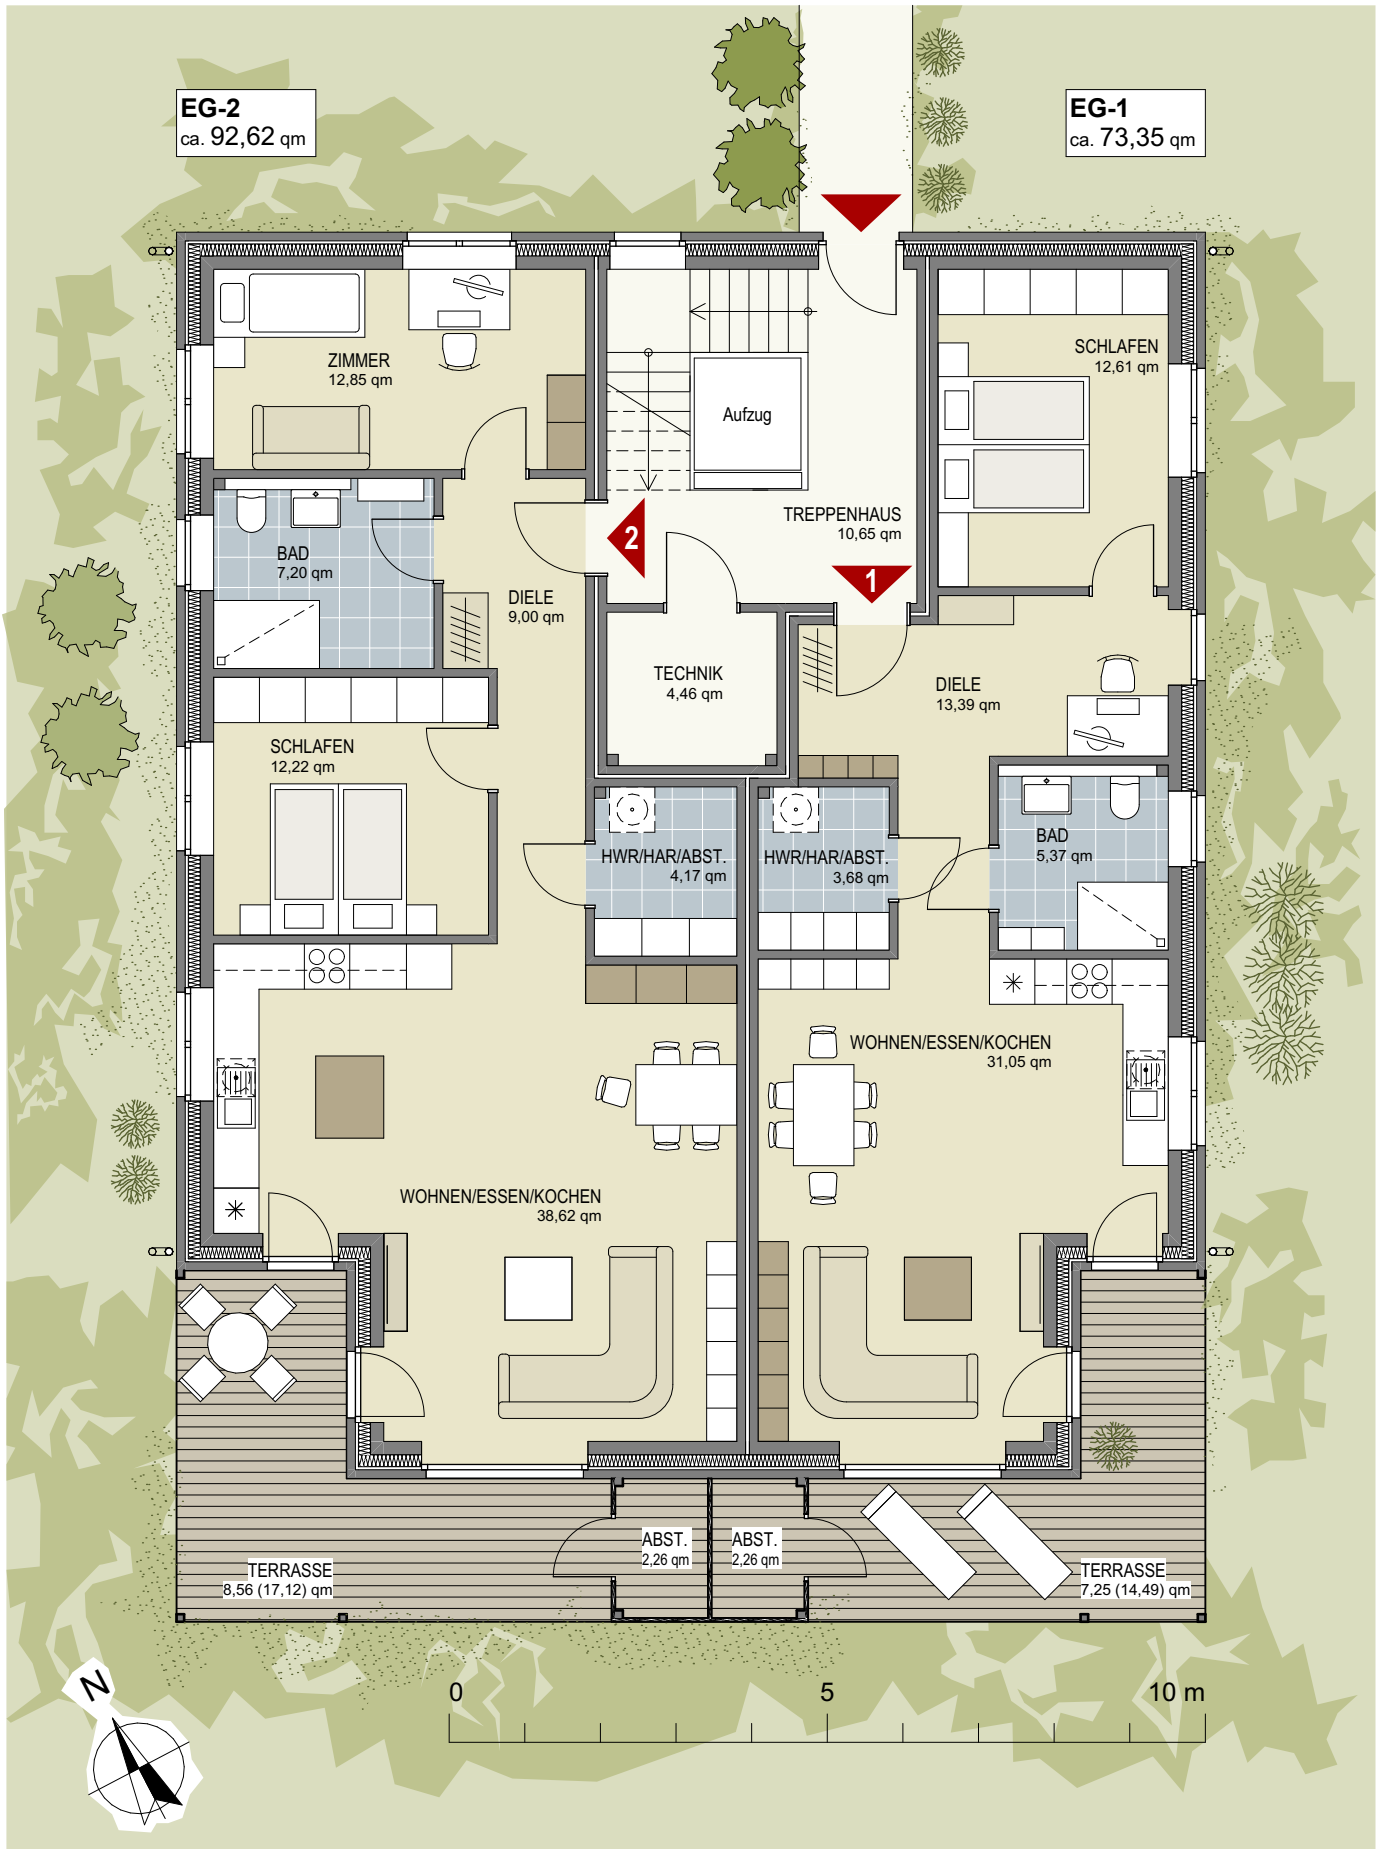 EG-2
ca. 92,62 qm
EG-1
ca. 73,35 qm
ZIMMER
12,85 qm
SCHLAFEN
12,61 qm
Aufzug
TREPPENHAUS
10,65 qm
2
1
BAD
7,20 qm
DIELE
9,00 qm
TECHNIK
4,46 qm
DIELE
13,39 qm
SCHLAFEN
12,22 qm
HWR/HAR/ABST.
4,17 qm
HWR/HAR/ABST.
3,68 qm
BAD
5,37 qm
WOHNEN/ESSEN/KOCHEN
31,05 qm
WOHNEN/ESSEN/KOCHEN
38,62 qm
ABST.
2,26 qm
ABST.
2,26 qm
TERRASSE
8,56 (17,12) qm
TERRASSE
7,25 (14,49) qm
N
0 5 10 m